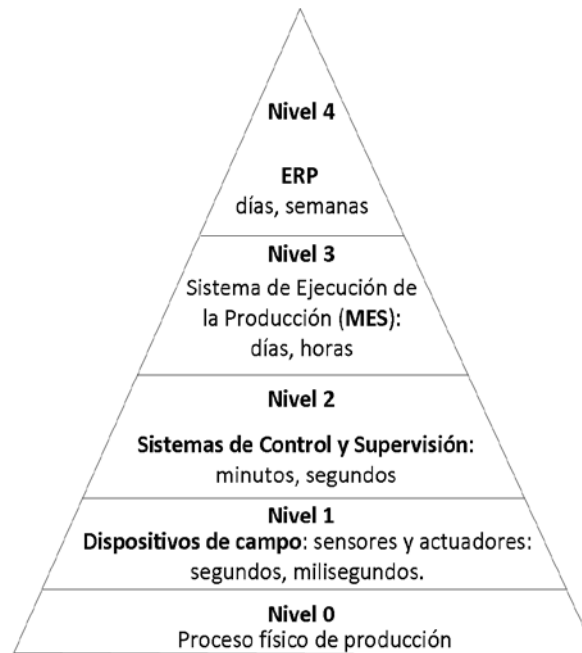 Nivel 4
ERP
días, semanas
Nivel 3
Sistema de Ejecución de
la Producción (MES):
días, horas
Nivel 2
Sistemas de Control y Supervisión:
minutos, segundos
Nivel 1
Dispositivos de campo: sensores y actuadores:
segundos, milisegundos.
Nivel 0
Proceso físico de producción